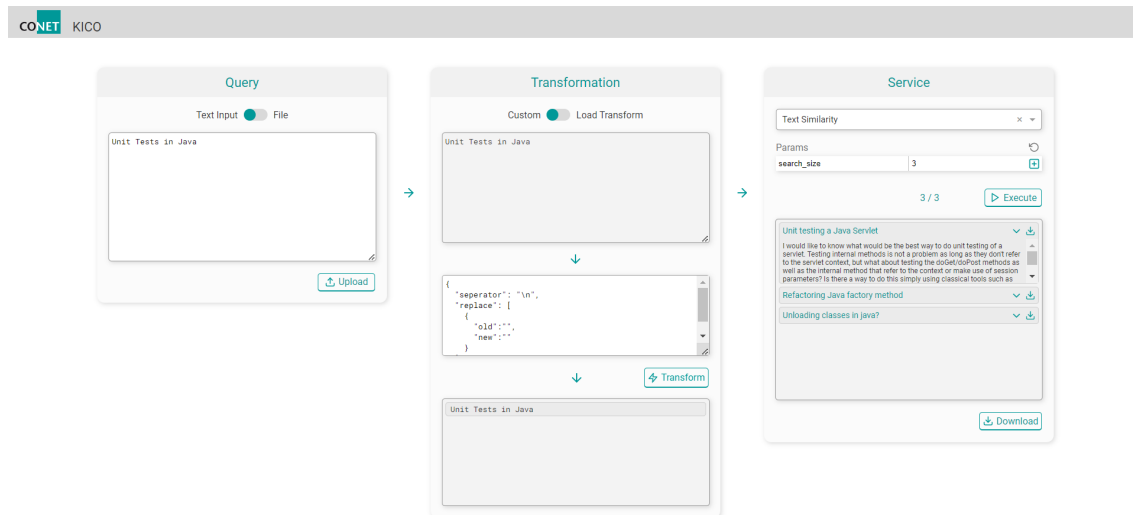 CONET KICO
Query
Text Input File
Unit Tests in Java
Upload
Transformation
Custom Load Transform
Unit Tests in Java
{
"seperator": "\n",
"replace": [
{
"old":"",
"new":""
}
Transform
Unit Tests in Java
Service
Text Similarity
Params
search_size 3
3 / 3 Execute
Unit testing a Java Servlet
I would like to know what would be the best way to do unit testing of a
servlet. Testing internal methods is not a problem as long as they don't refer
to the servlet context, but what about testing the doGet/doPost methods as
well as the internal method that refer to the context or make use of session
parameters? Is there a way to do this simply using classical tools such as
Refactoring Java factory method
Unloading classes in java?
Download